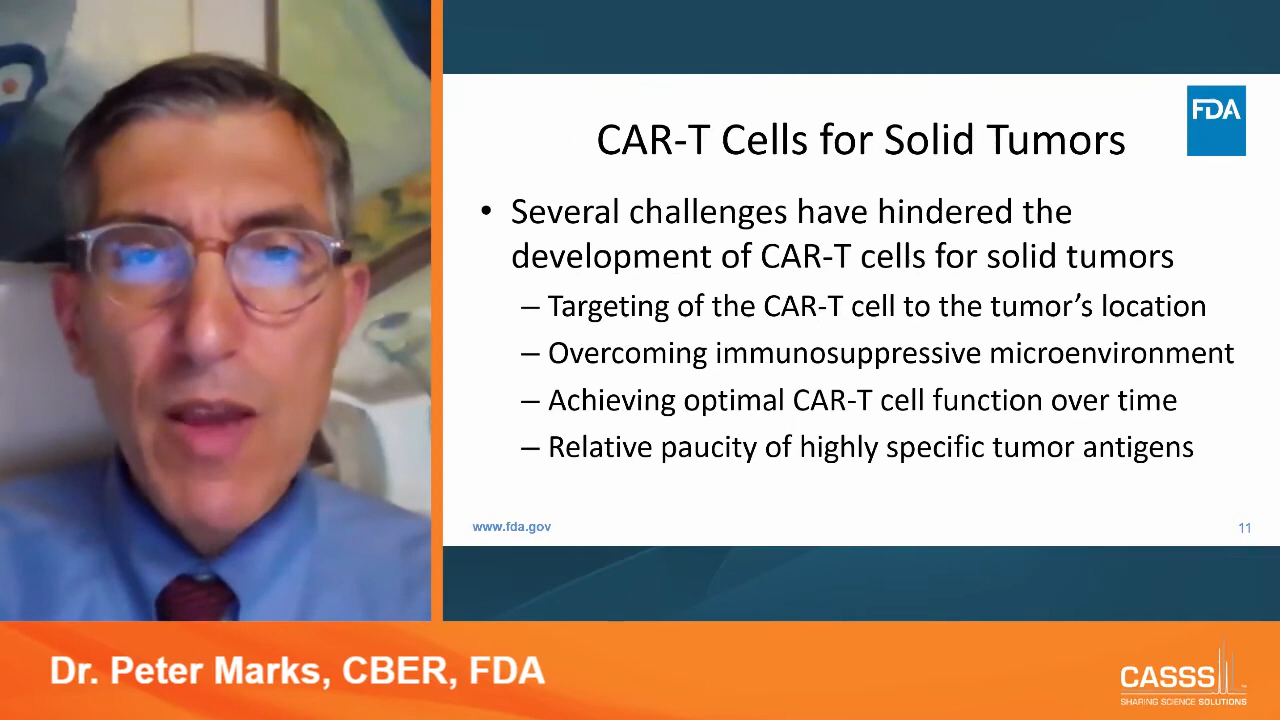 FDA
CAR-T Cells for Solid Tumors
• Several challenges have hindered the
development of CAR-T cells for solid tumors
– Targeting of the CAR-T cell to the tumor’s location
– Overcoming immunosuppressive microenvironment
– Achieving optimal CAR-T cell function over time
– Relative paucity of highly specific tumor antigens
www.fda.gov
11
Dr. Peter Marks, CBER, FDA
CASSS
SHARING SCIENCE SOLUTIONS